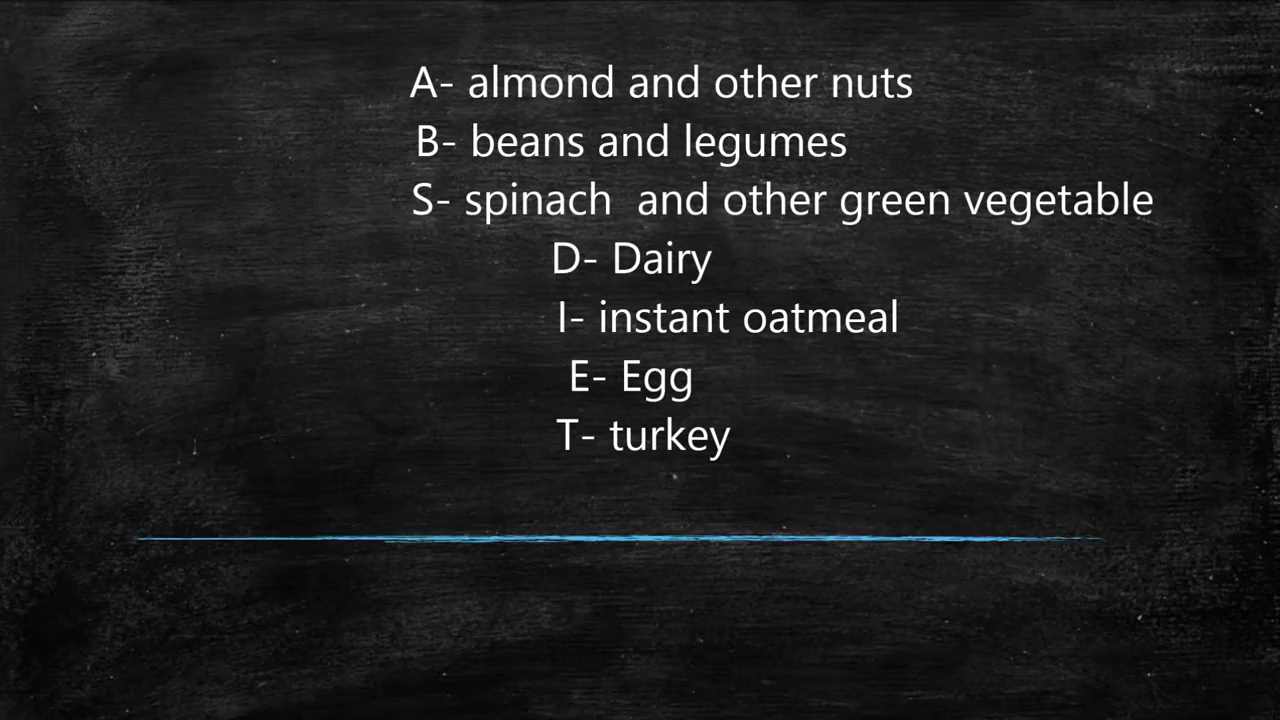 A- almond and other nuts
B- beans and legumes
S- spinach  and other green vegetable
D- Dairy
I- instant oatmeal
E- Egg
T- turkey